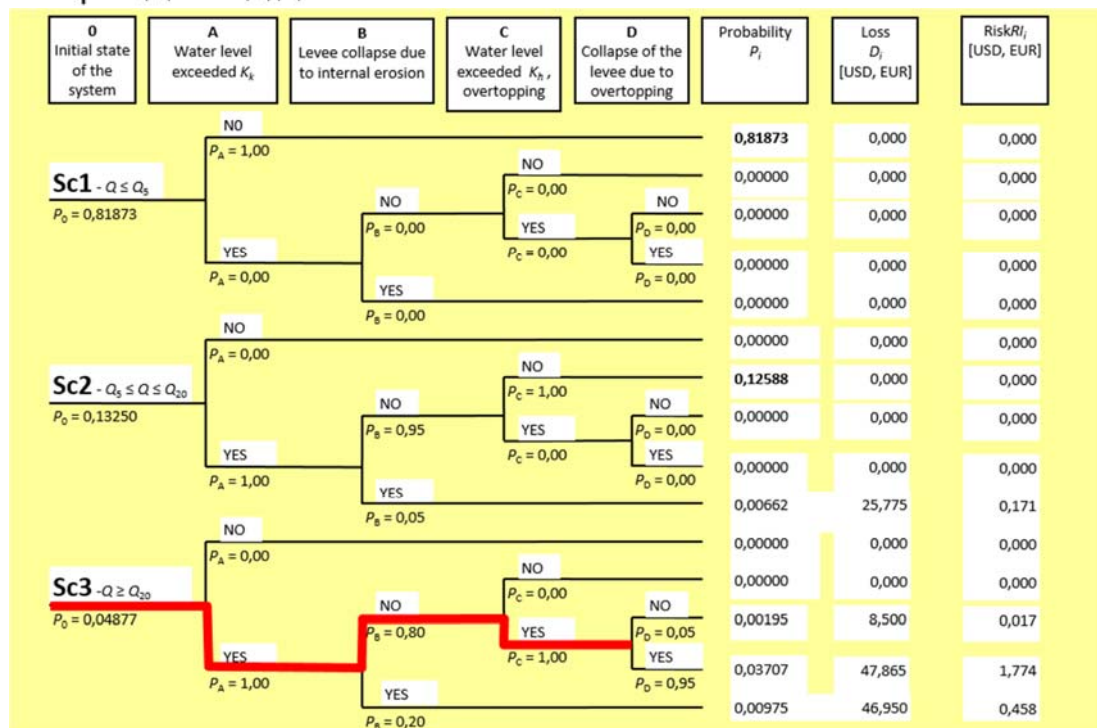 0
Initial state
of the
system
A
Water level
exceeded Kk
B
Levee collapse due
to internal erosion
C
Water level
exceeded Kh ,
overtopping
D
Collapse of the
levee due to
overtopping
Probability
Pi
Loss
Di
[USD, EUR]
RiskRIi
[USD, EUR]
N0
PA = 1,00
0,81873 0,000 0,000
NO
PC = 0,00
0,00000 0,000 0,000
Sc1 - Q ≤ Q5
P0 = 0,81873
NO
PB = 0,00
YES
PC = 0,00
NO
PD = 0,00
0,00000 0,000 0,000
YES
PA = 0,00
YES
PD = 0,00
0,00000 0,000 0,000
YES
PB = 0,00
0,00000 0,000 0,000
NO
PA = 0,00
0,00000 0,000 0,000
NO
PC = 1,00
0,12588 0,000 0,000
Sc2 - Q5 ≤ Q ≤ Q20
P0 = 0,13250
NO
PB = 0,95
YES
PC = 0,00
NO
PD = 0,00
0,00000 0,000 0,000
YES
PA = 1,00
YES
PD = 0,00
0,00000 0,000 0,000
YES
PB = 0,05
0,00662 25,775 0,171
NO
PA = 0,00
0,00000 0,000 0,000
NO
PC = 0,00
0,00000 0,000 0,000
Sc3 -Q ≥ Q20
P0 = 0,04877
NO
PB = 0,80
YES
PC = 1,00
NO
PD = 0,05
0,00195 8,500 0,017
YES
PA = 1,00
YES
PD = 0,95
0,03707 47,865 1,774
YES
PB = 0,20
0,00975 46,950 0,458